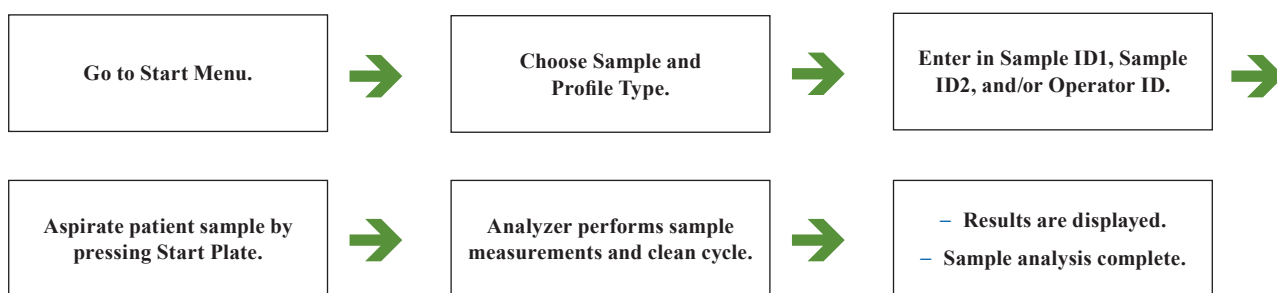 Go to Start Menu.
Choose Sample and
Profile Type.
Enter in Sample ID1, Sample
ID2, and/or Operator ID.
Aspirate patient sample by
pressing Start Plate.
Analyzer performs sample
measurements and clean cycle.
– Results are displayed.
– Sample analysis complete.